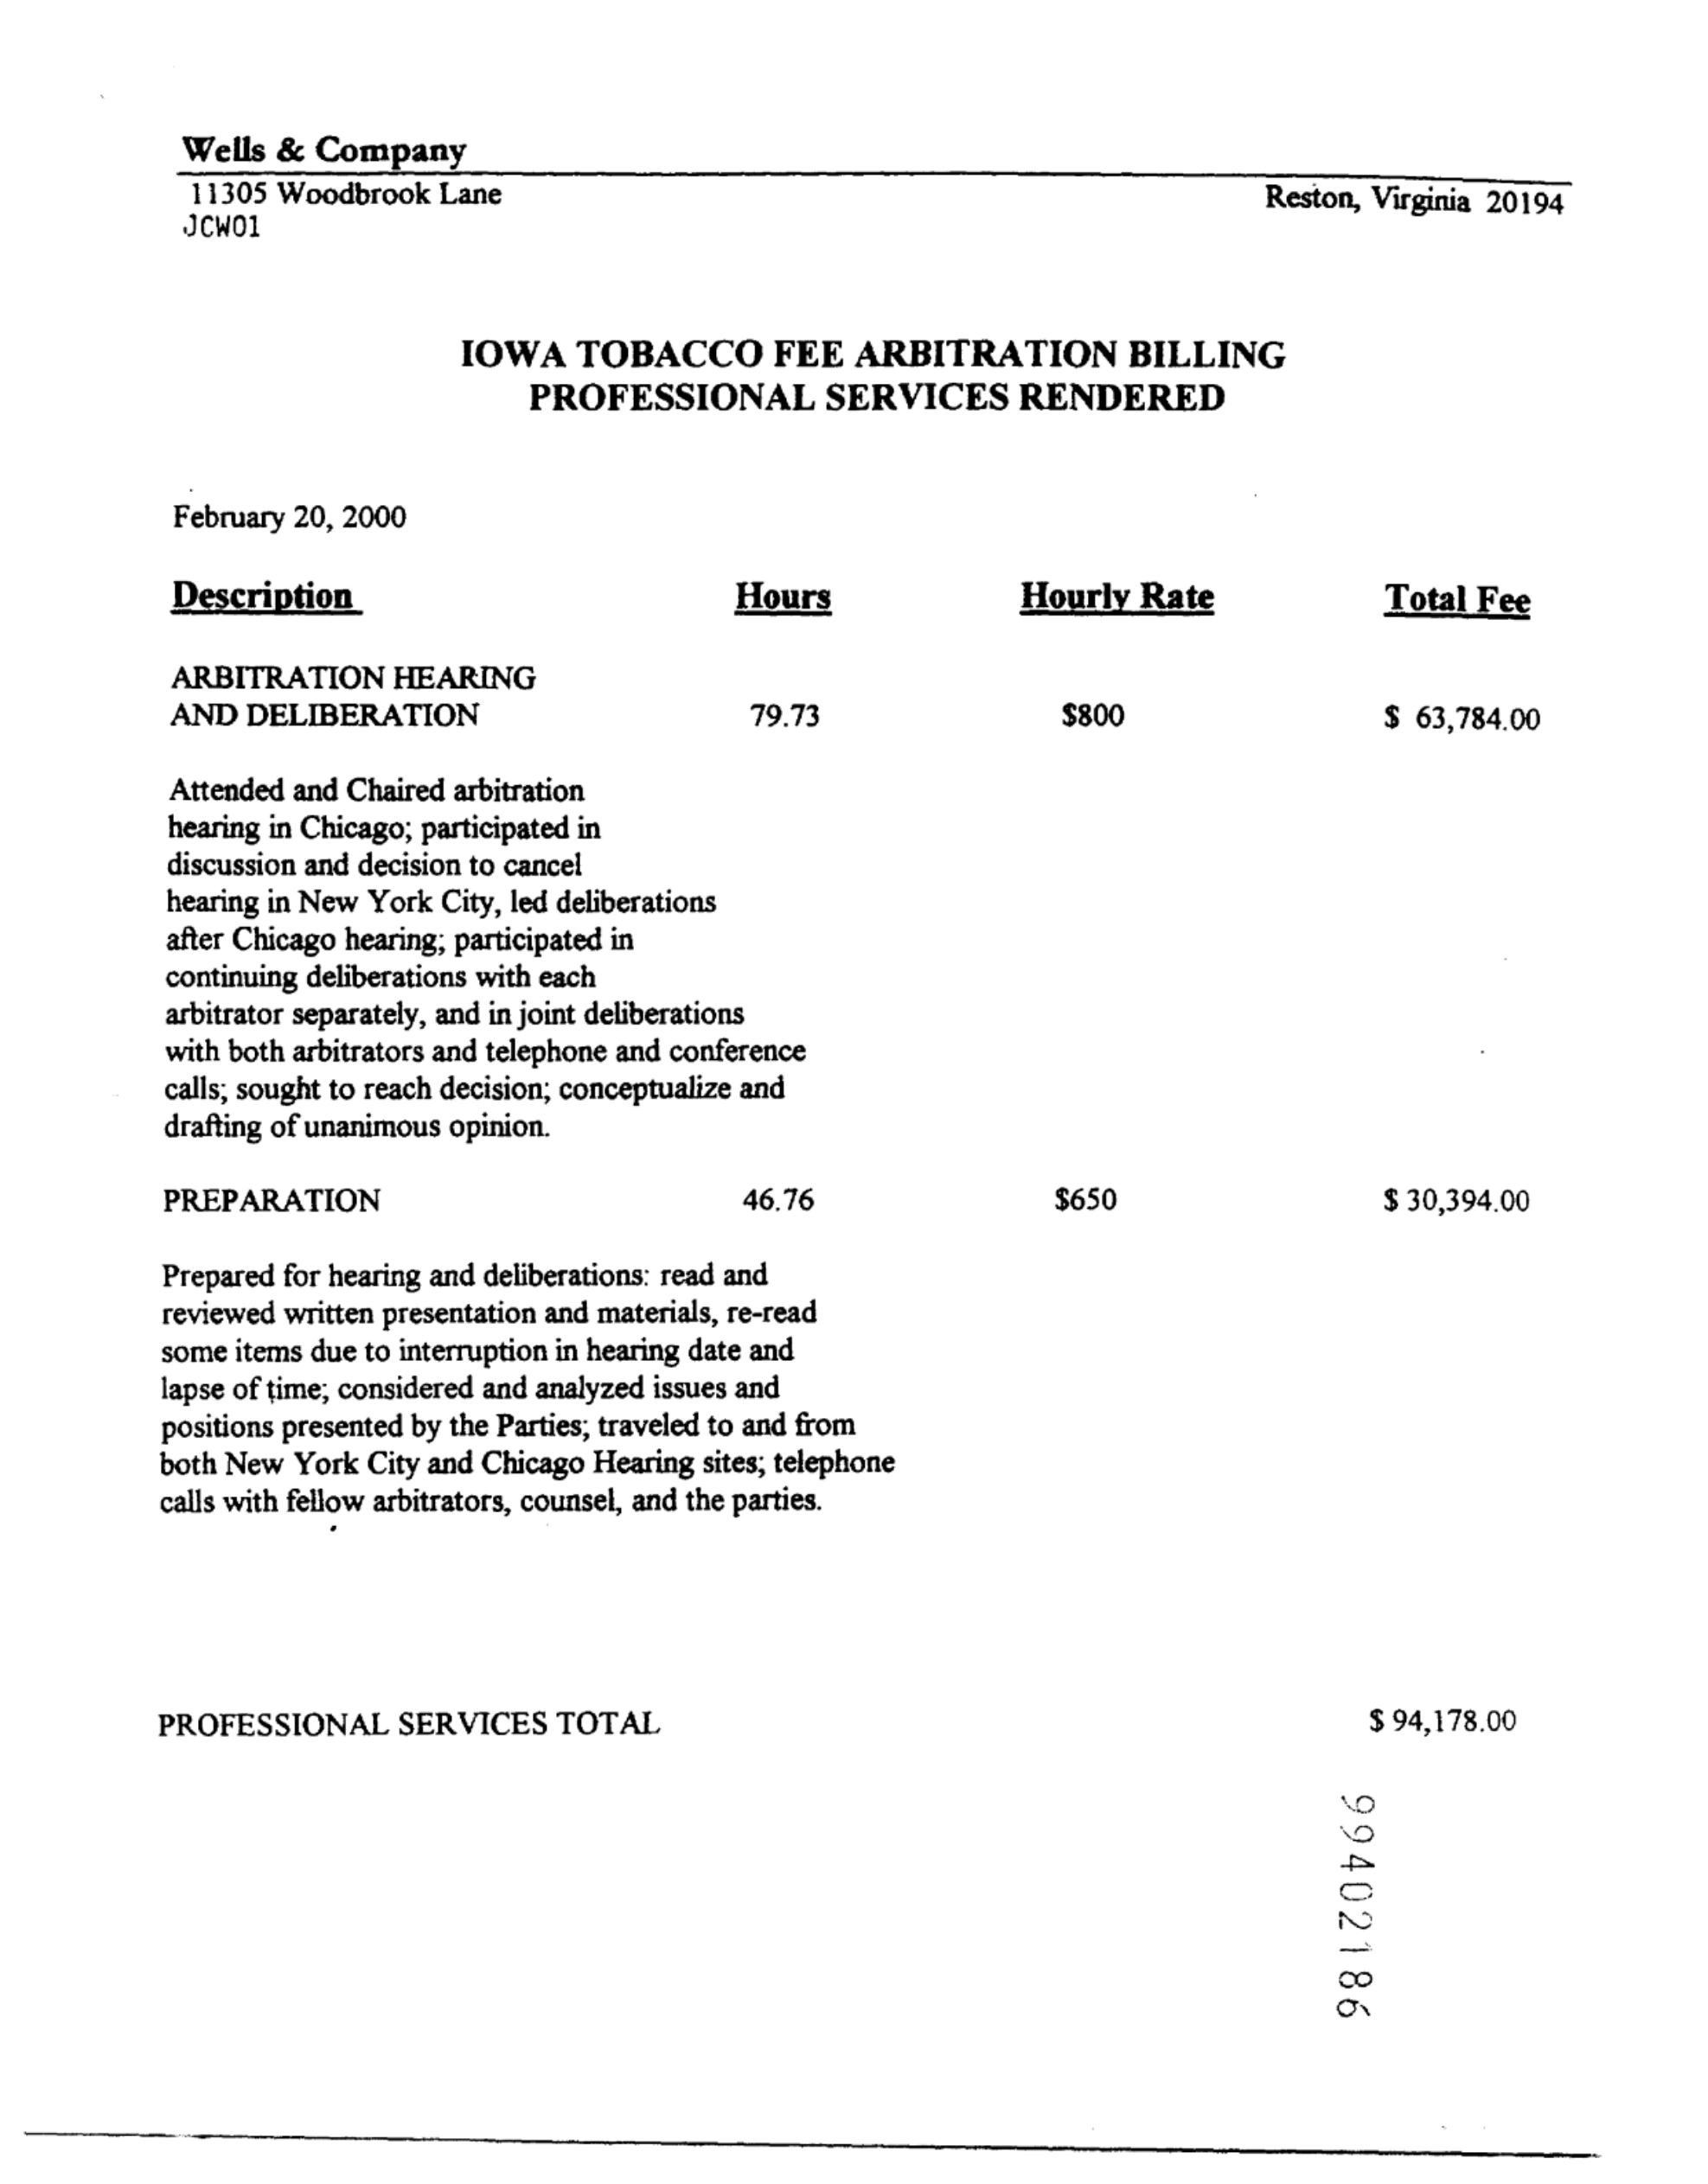 Wells & Company
11305 Woodbrook Lane Reston, Virginia 20194
JCW01
IOWA TOBACCO FEE ARBITRATION BILLING
PROFESSIONAL SERVICES RENDERED
February 20, 2000
Description Hours Hourly Rate Total Fee
ARBITRATION HEARING
AND DELIBERATION 79.73 $800 $ 63,784.00
Attended and Chaired arbitration
hearing in Chicago; participated in
discussion and decision to cancel
hearing in New York City, led deliberations
after Chicago hearing; participated in
continuing deliberations with each
arbitrator separately, and in joint deliberations
with both arbitrators and telephone and conference
calls; sought to reach decision; conceptualize and
drafting of unanimous opinion.
PREPARATION 46.76 $650 $ 30,394.00
Prepared for hearing and deliberations: read and
reviewed written presentation and materials, re-read
some items due to interruption in hearing date and
lapse of time; considered and analyzed issues and
positions presented by the Parties; traveled to and from
both New York City and Chicago Hearing sites; telephone
calls with fellow arbitrators, counsel, and the parties.
PROFESSIONAL SERVICES TOTAL $ 94,178.00
99402186